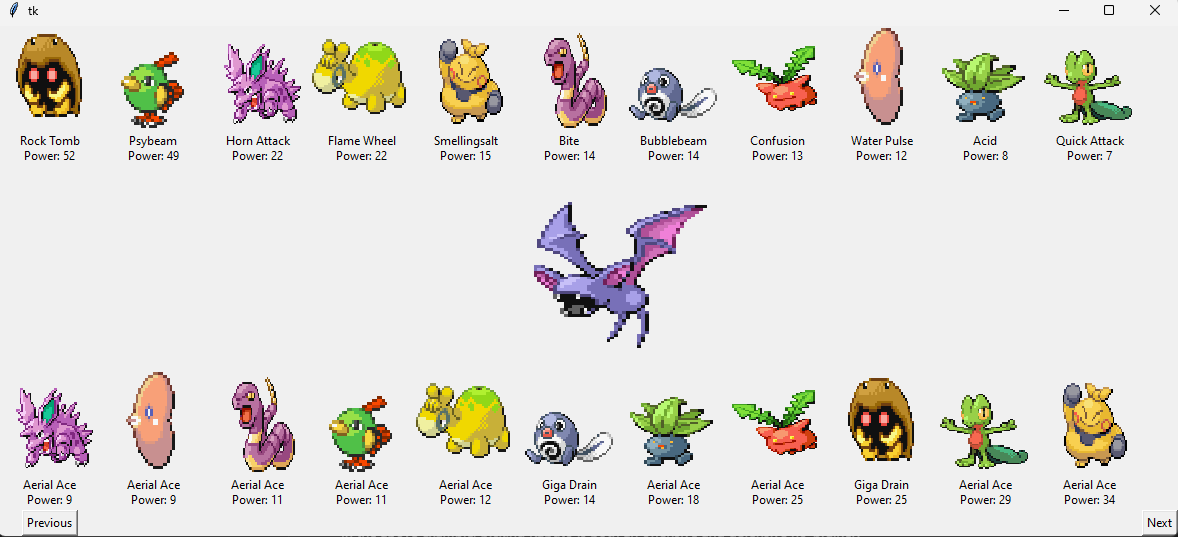 tk
Rock Tomb Psybeam Horn Attack Flame Wheel Smellingsalt Bite Bubblebeam Confusion Water Pulse Acid Quick Attack
Power: 52 Power: 49 Power: 22 Power: 22 Power: 15 Power: 14 Power: 14 Power: 13 Power: 12 Power: 8 Power: 7
Aerial Ace Aerial Ace Aerial Ace Aerial Ace Aerial Ace Giga Drain Aerial Ace Aerial Ace Giga Drain Aerial Ace Aerial Ace
Power: 9 Power: 9 Power: 11 Power: 11 Power: 12 Power: 14 Power: 18 Power: 25 Power: 25 Power: 29 Power: 34
Previous Next